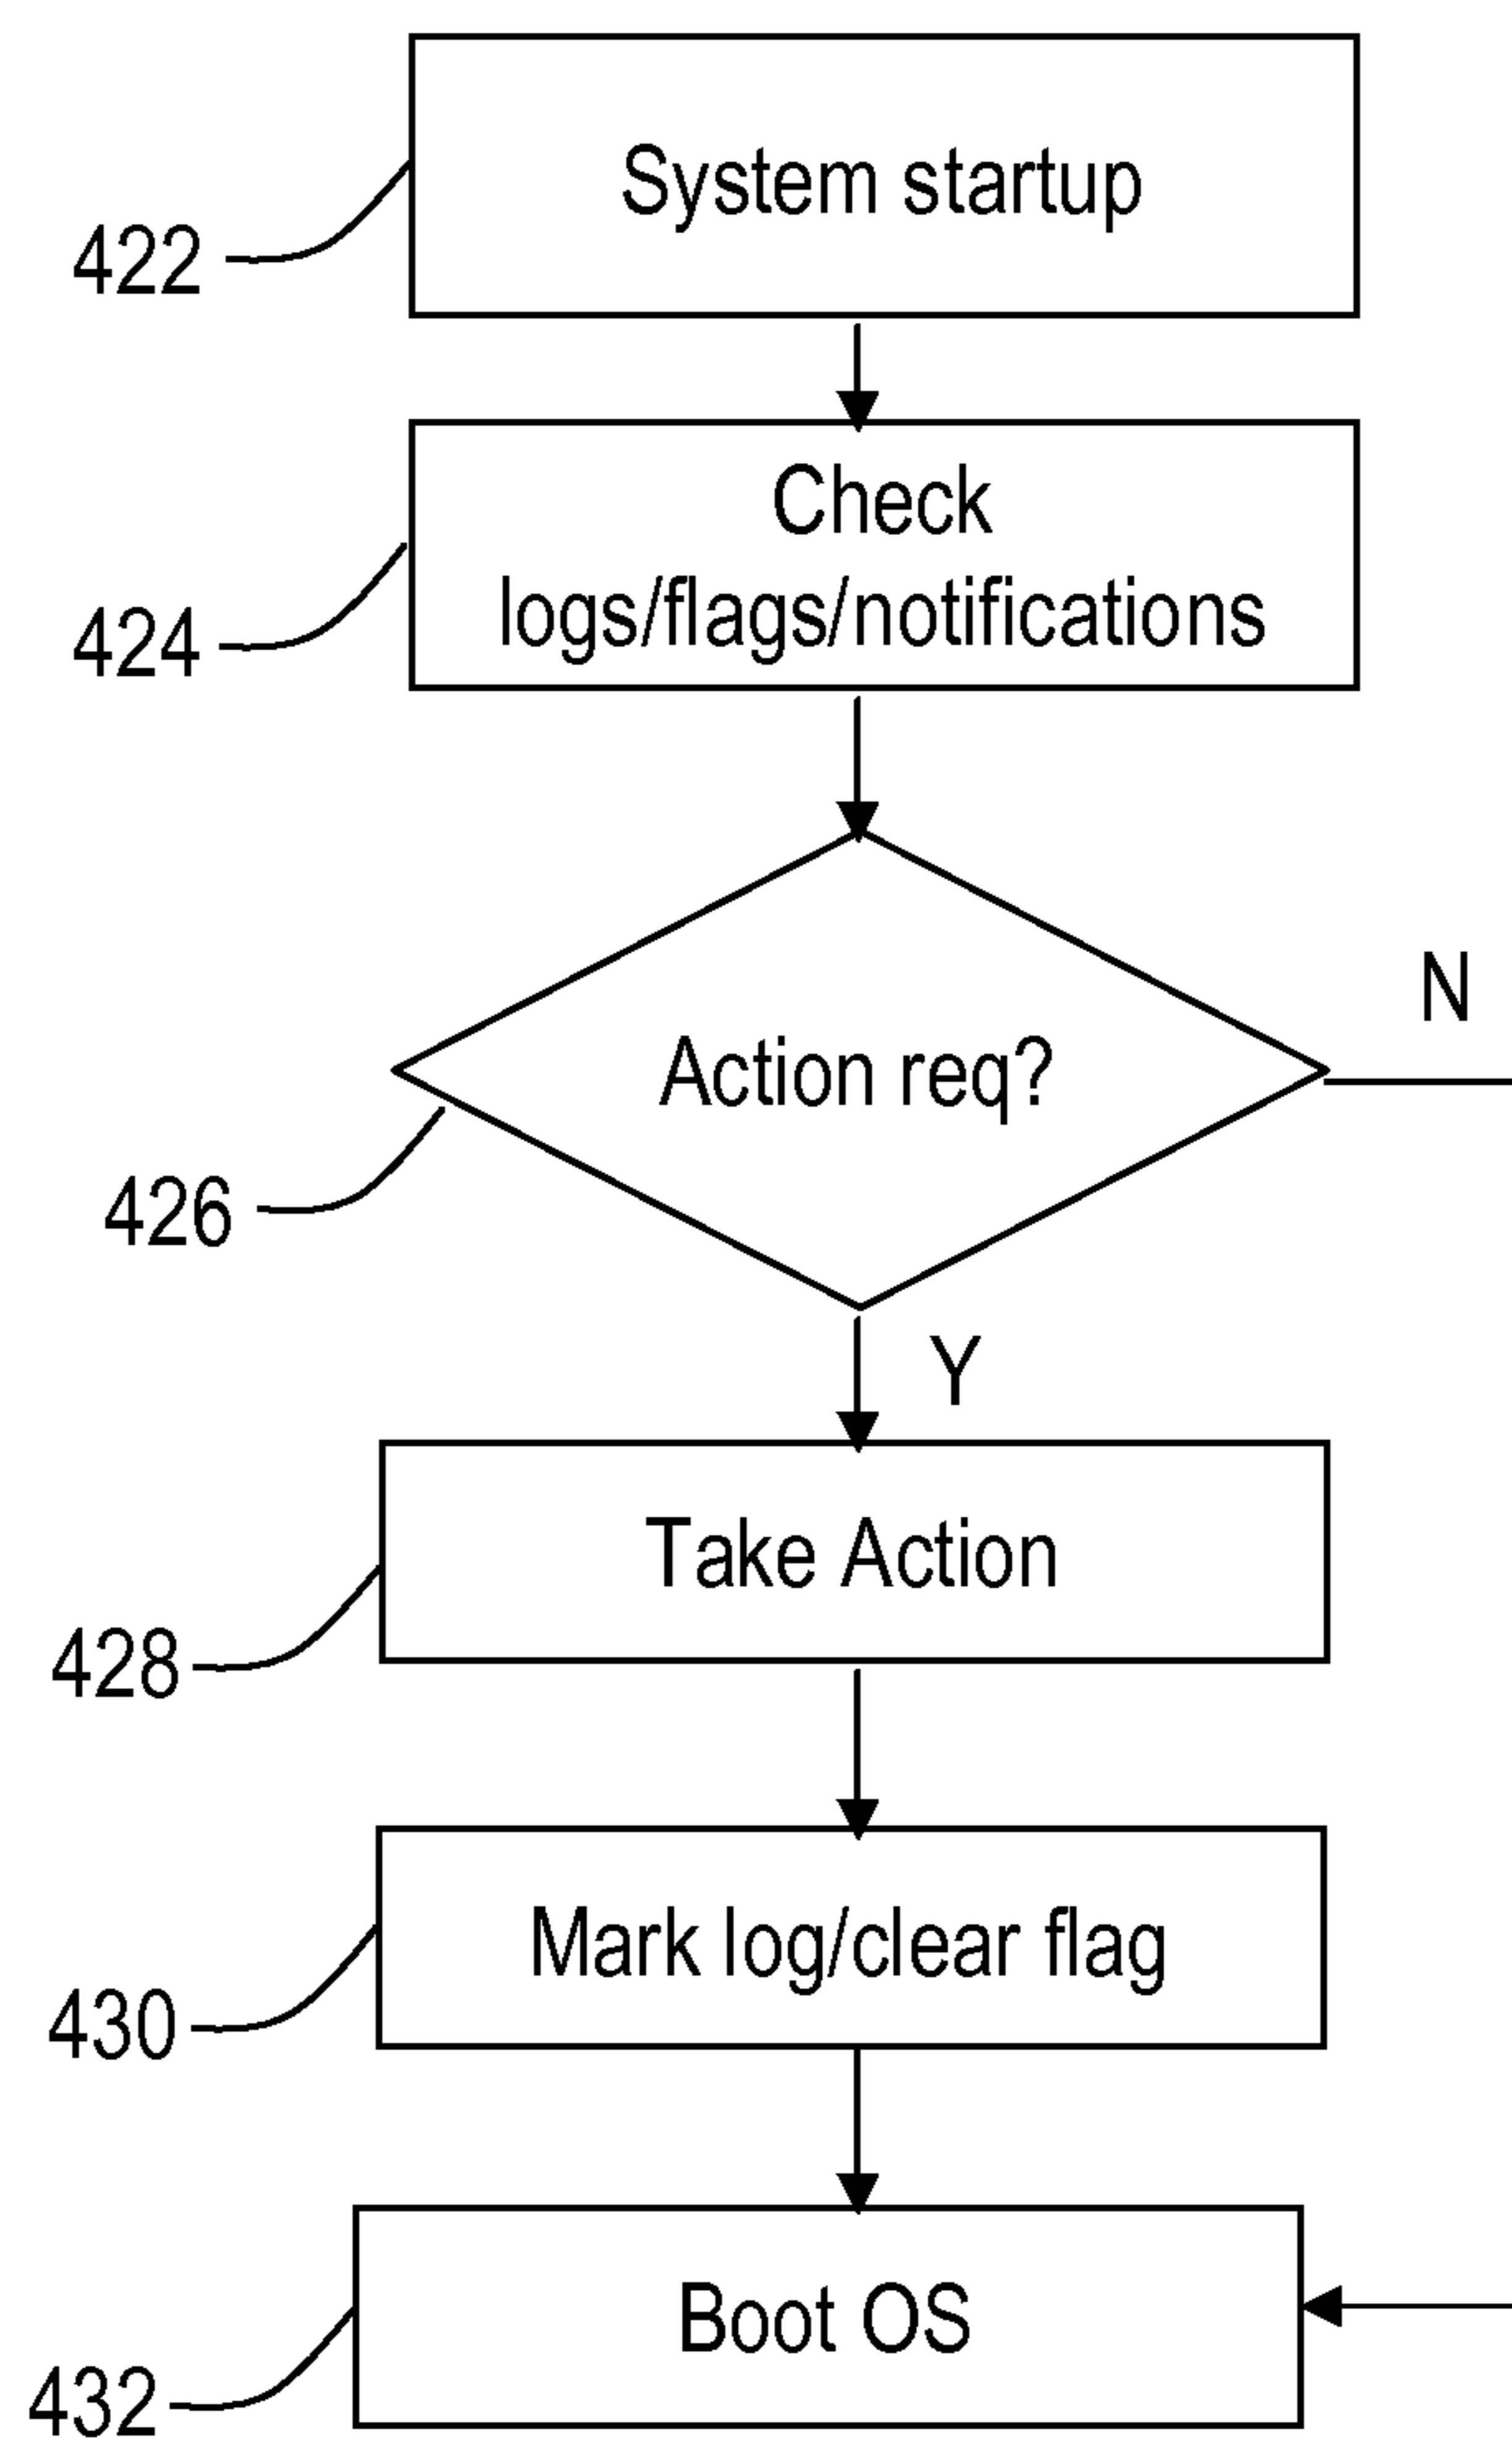 System startup
422
Check
logs/flags/notifications
424
N
Action req?
426
Y
Take Action
428
Mark log/clear flag
430
Boot OS
432